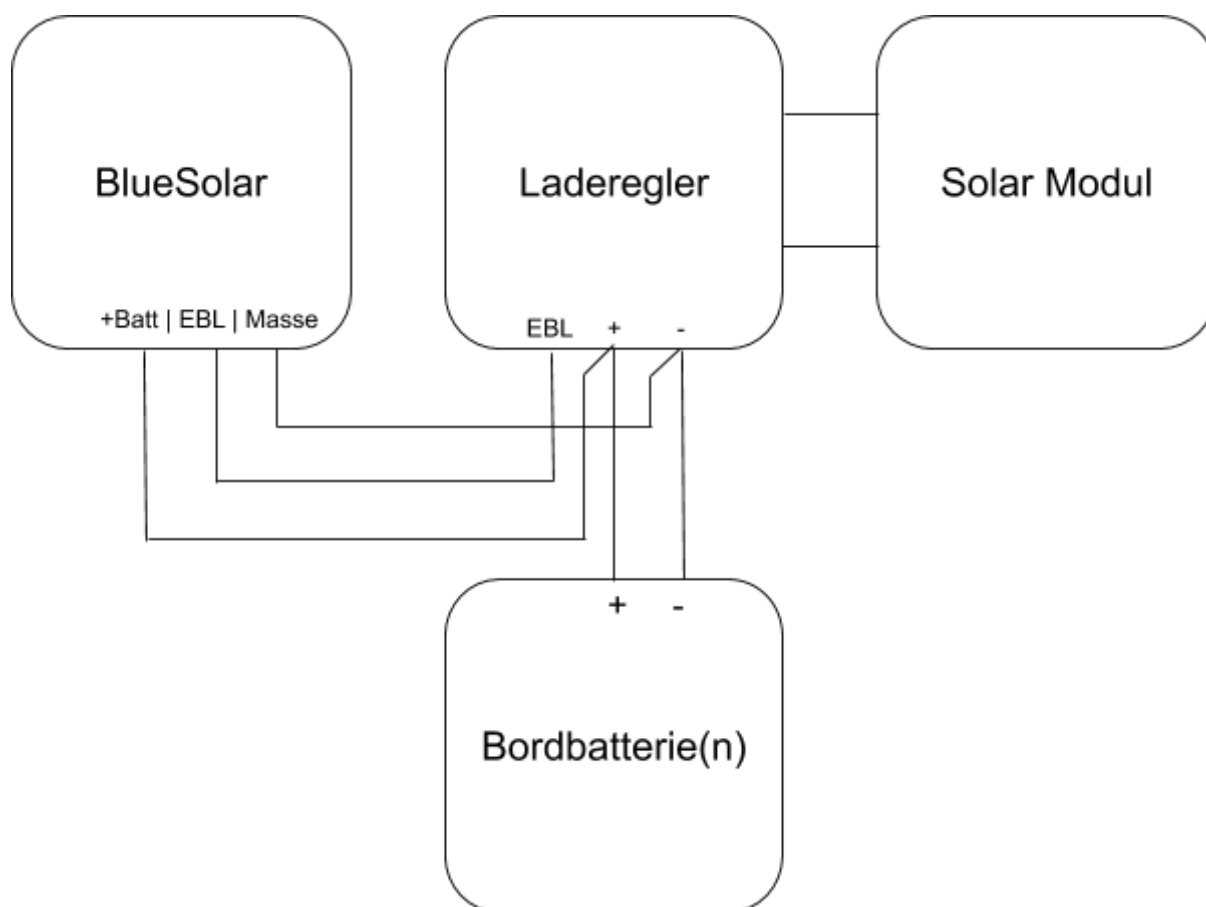 BlueSolar
Laderegler
Solar Modul
+Batt | EBL | Masse
EBL + -
+ -
Bordbatterie(n)